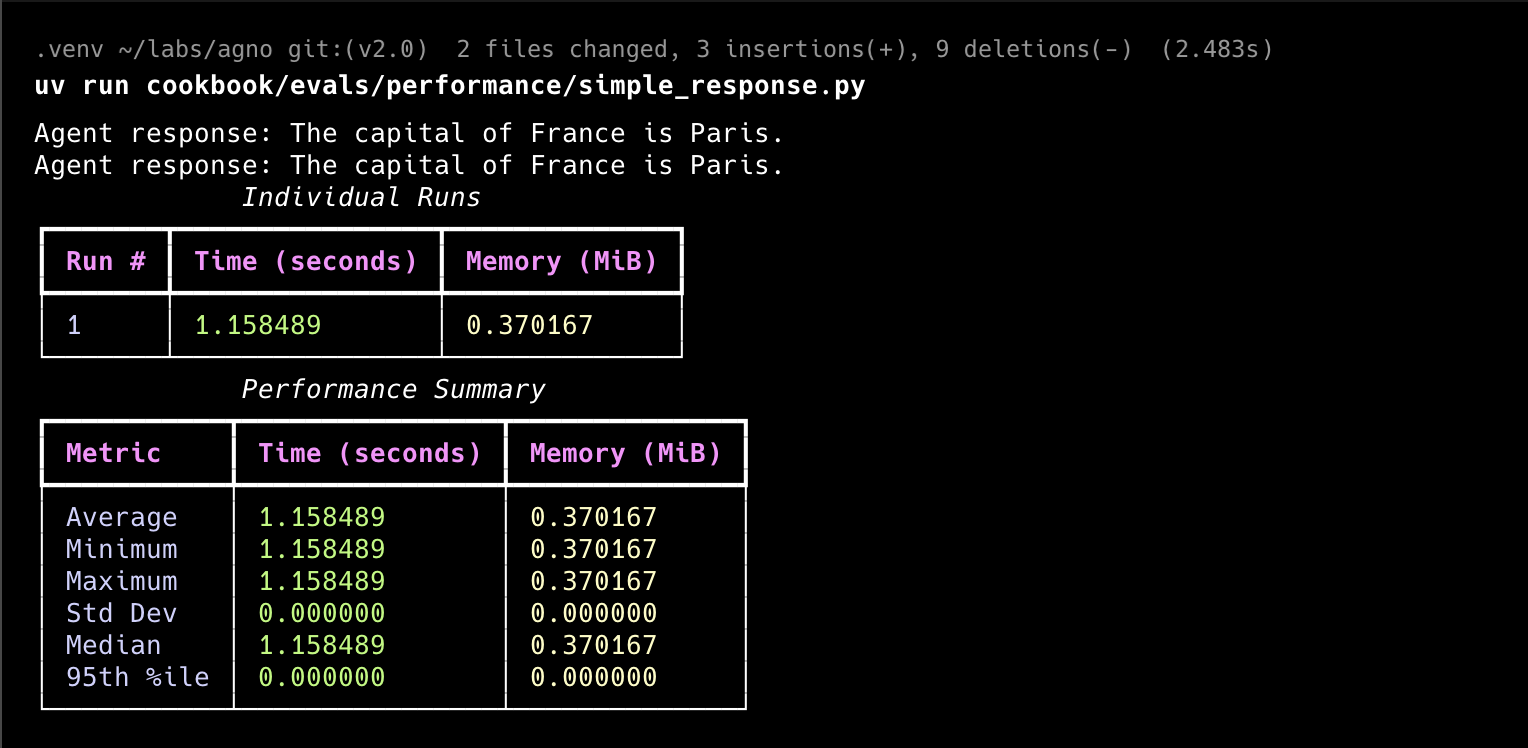 .venv ~/labs/agno git:(v2.0)  2 files changed, 3 insertions(+), 9 deletions(-)  (2.483s)
uv run cookbook/evals/performance/simple_response.py
Agent response: The capital of France is Paris.
Agent response: The capital of France is Paris.
Individual Runs
Run # Time (seconds) Memory (MiB)
1 1.158489 0.370167
Performance Summary
Metric Time (seconds) Memory (MiB)
Average 1.158489 0.370167
Minimum 1.158489 0.370167
Maximum 1.158489 0.370167
Std Dev 0.000000 0.000000
Median 1.158489 0.370167
95th %ile 0.000000 0.000000